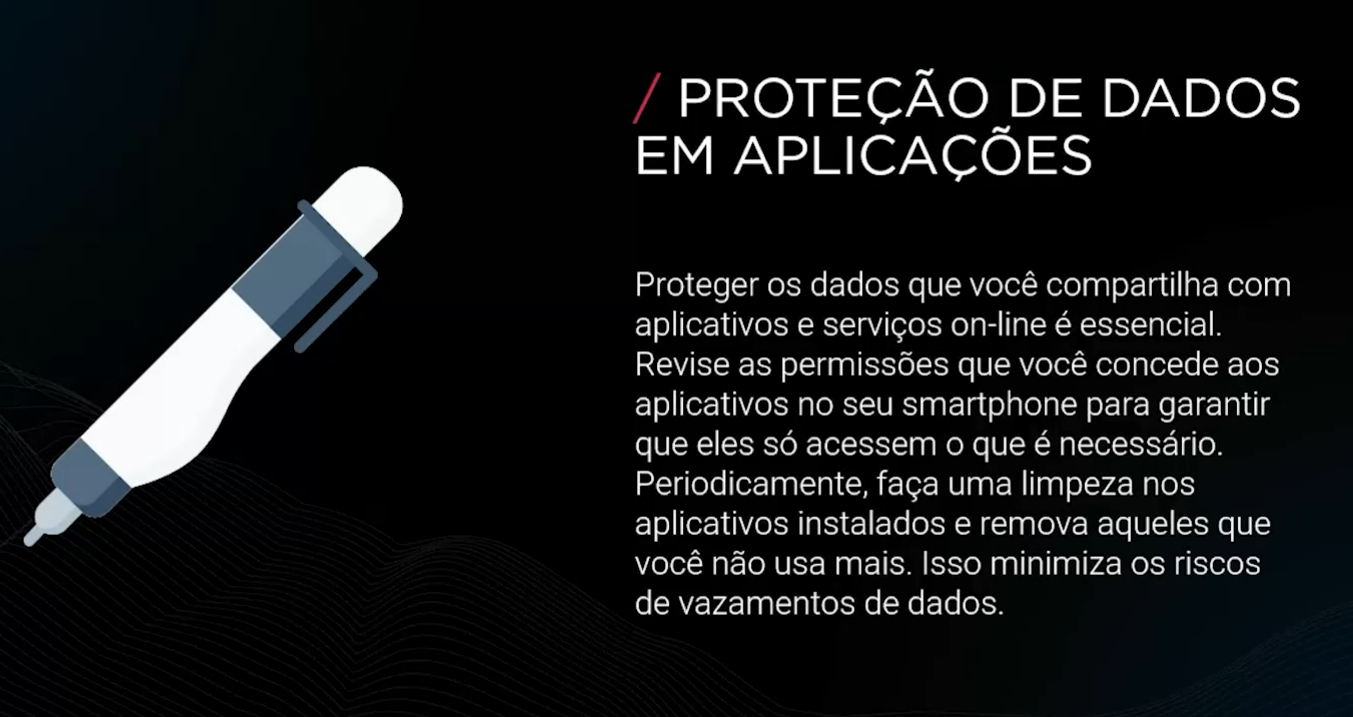 / PROTEÇÃO DE DADOS
EM APLICAÇÕES
Proteger os dados que você compartilha com
aplicativos e serviços on-line é essencial.
Revise as permissões que você concede aos
aplicativos no seu smartphone para garantir
que eles só acessem o que é necessário.
Periodicamente, faça uma limpeza nos
aplicativos instalados e remova aqueles que
você não usa mais. Isso minimiza os riscos
de vazamentos de dados.